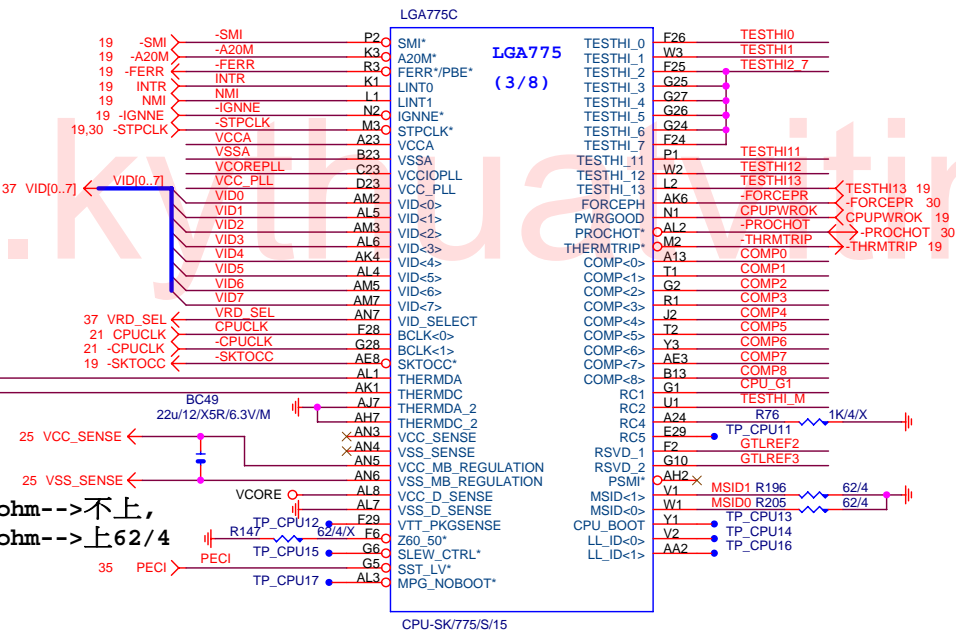 LGA775C
LGA775
(3/8)
19 -SMI -SMI P2 SMI*
19 -A20M -A20M K3 A20M*
19 -FERR -FERR R3 FERR*/PBE*
19 INTR INTR K1 LINT0
19 NMI NMI L1 LINT1
19 -IGNNE -IGNNE N2 IGNNE*
19,30 -STPCLK -STPCLK M3 STPCLK*
VCCA A23 VCCA
VSSA B23 VSSA
VCOREPLL C23 VCCIOPLL
37 VID[0..7] VID[0..7] VCC_PLL D23 VCC_PLL
VID0 AM2 VID<0>
VID1 AL5 VID<1>
VID2 AM3 VID<2>
VID3 AL6 VID<3>
VID4 AK4 VID<4>
VID5 AL4 VID<5>
VID6 AM5 VID<6>
VID7 AM7 VID<7>
37 VRD_SEL VRD_SEL AN7 VID_SELECT
21 CPUCLK CPUCLK F28 BCLK<0>
21 -CPUCLK -CPUCLK G28 BCLK<1>
19 -SKTOCC -SKTOCC AE8 SKTOCC*
AL1 THERMDA
AK1 THERMDC
BC49
22u/12/X5R/6.3V/M
AJ7 THERMDA_2
AH7 THERMDC_2
25 VCC_SENSE AN3 VCC_SENSE
AN4 VSS_SENSE
AN5 VCC_MB_REGULATION
25 VSS_SENSE AN6 VSS_MB_REGULATION
VCORE AL8 VCC_D_SENSE
AL7 VSS_D_SENSE
ohm-->不上,
ohm-->上62/4
TP_CPU12 F29 VTT_PKGSENSE
R147 62/4/X F6 Z60_50*
TP_CPU15 G6 SLEW_CTRL*
35 PECI PECI G5 SST_LV*
TP_CPU17 AL3 MPG_NOBOOT*
TESTHI_0 F26 TESTHI0
TESTHI_1 W3 TESTHI1
TESTHI_2 F25 TESTHI2_7
TESTHI_3 G25
TESTHI_4 G27
TESTHI_5 G26
TESTHI_6 G24
TESTHI_7 F24
TESTHI_11 P1 TESTHI11
TESTHI_12 W2 TESTHI12
TESTHI_13 L2 TESTHI13 TESTHI13 19
FORCEPH AK6 -FORCEPR -FORCEPR 30
PWRGOOD N1 CPUPWROK CPUPWROK 19
PROCHOT* AL2 -PROCHOT -PROCHOT 30
THERMTRIP* M2 -THRMTRIP -THRMTRIP 19
COMP<0> A13 COMP0
COMP<1> T1 COMP1
COMP<2> G2 COMP2
COMP<3> R1 COMP3
COMP<4> J2 COMP4
COMP<5> T2 COMP5
COMP<6> Y3 COMP6
COMP<7> AE3 COMP7
COMP<8> B13 COMP8
RC1 G1 CPU_G1
RC2 U1 TESTHI_M
RC4 A24 R76 1K/4/X
RC5 E29 TP_CPU11
RSVD_1 F2 GTLREF2
RSVD_2 G10 GTLREF3
PSMI* AH2
MSID<1> V1 MSID1 R196 62/4
MSID<0> W1 MSID0 R205 62/4
CPU_BOOT Y1 TP_CPU13
LL_ID<0> V2 TP_CPU14
LL_ID<1> AA2 TP_CPU16
CPU-SK/775/S/15
.kythuatvitin